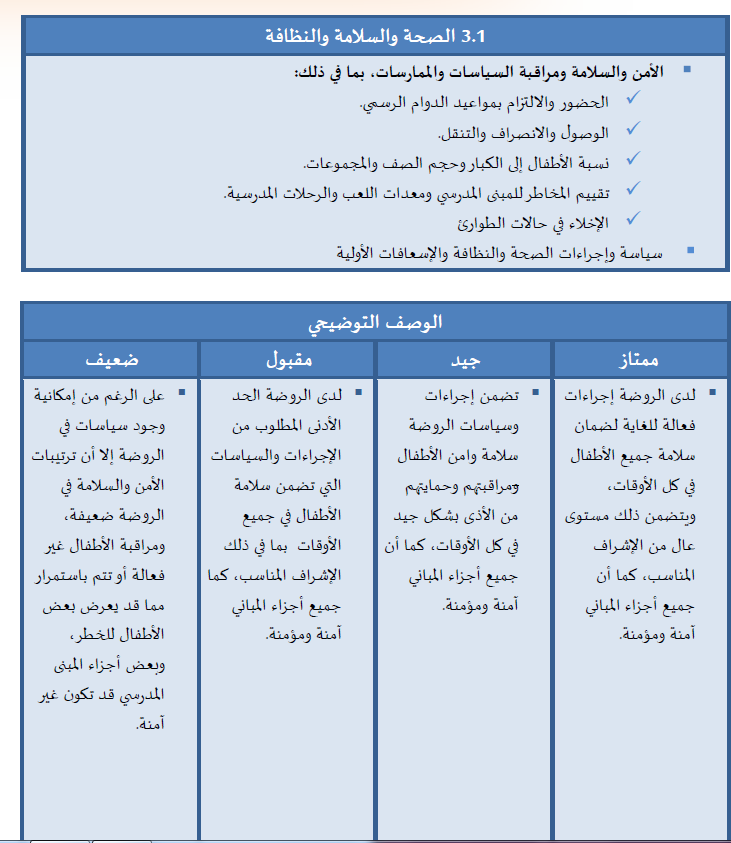 3.1 الصحة والسلامة والنظافة
الأمن والسلامة ومراقبة السياسات والممارسات، بما في ذلك:
الحضور والالتزام بمواعيد الدوام الرسمي.
الوصول والانصراف والتنقل.
نسبة الأطفال إلى الكبار وحجم الصف والمجموعات.
تقييم المخاطر للمبنى المدرسي ومعدات اللعب والرحلات المدرسية.
الإخلاء في حالات الطوارئ
سياسة وإجراءات الصحة والنظافة والإسعافات الأولية
الوصف التوضيحي
ممتاز
لدى الروضة إجراءات
فعالة للغاية لضمان
سلامة جميع الأطفال
في كل الأوقات،
ويتضمن ذلك مستوى
عال من الإشراف
المناسب، كما أن
جميع أجزاء المباني
آمنة ومؤمنة.
جيد
تضمن إجراءات
وسياسات الروضة
سلامة وامن الأطفال
ومراقبتهم وحمايتهم
من الأذى بشكل جيد
في كل الأوقات، كما أن
جميع أجزاء المباني
آمنة ومؤمنة.
مقبول
لدى الروضة الحد
الأدنى المطلوب من
الإجراءات والسياسات
التي تضمن سلامة
الأطفال في جميع
الأوقات بما في ذلك
الإشراف المناسب، كما
جميع أجزاء المباني
آمنة ومؤمنة.
ضعيف
على الرغم من إمكانية
وجود سياسات في
الروضة إلا أن ترتيبات
الأمن والسلامة في
الروضة ضعيفة،
ومراقبة الأطفال غير
فعالة أو تتم باستمرار
مما قد يعرض بعض
الأطفال للخطر،
وبعض أجزاء المبنى
المدرسي قد تكون غير
آمنة.